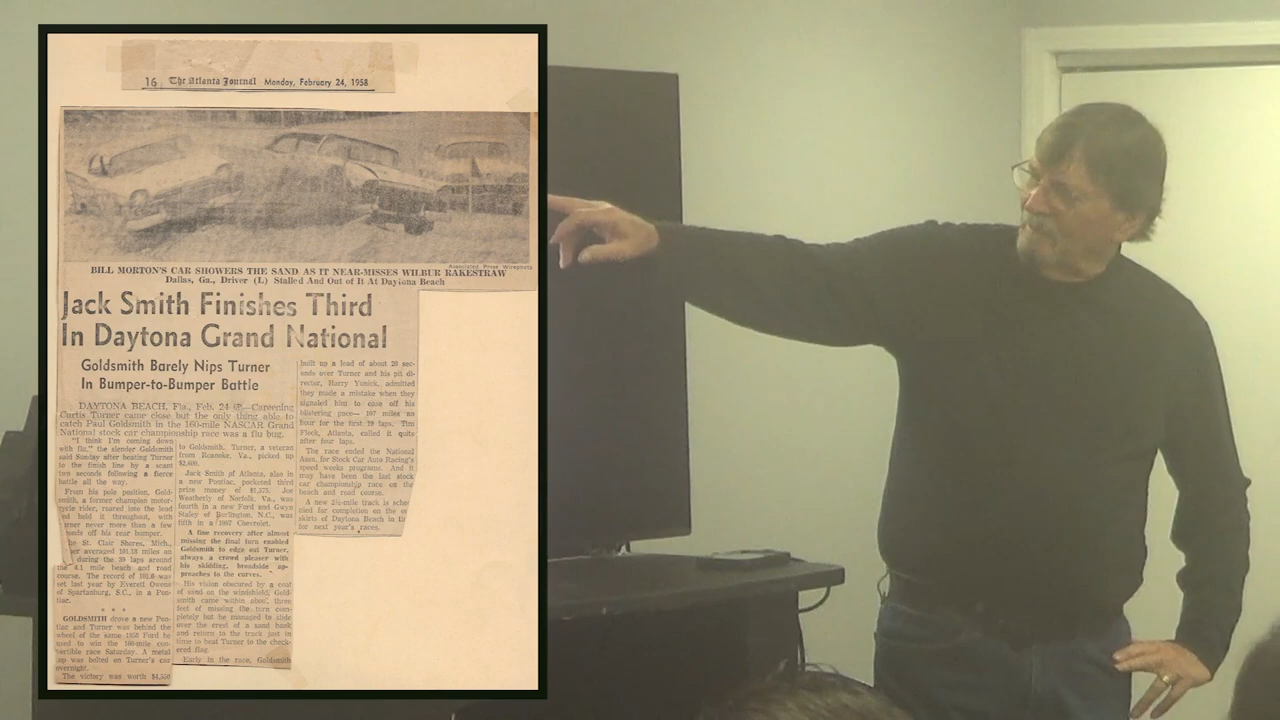 16 The Atlanta Journal Monday, February 24, 1958
Associated Press Wirephoto
BILL MORTON'S CAR SHOWERS THE SAND AS IT NEAR-MISSES WILBUR RAKESTRAW
Dallas, Ga., Driver (L) Stalled And Out of It At Daytona Beach
Jack Smith Finishes Third
In Daytona Grand National
Goldsmith Barely Nips Turner
In Bumper-to-Bumper Battle
DAYTONA BEACH, Fla., Feb. 24 (P)—Careening
Curtis Turner came close but the only thing able to
catch Paul Goldsmith in the 160-mile NASCAR Grand
National stock car championship race was a flu bug.
"I think I'm coming down
with flu," the slender Goldsmith
said Sunday after beating Turner
to the finish line by a scant
two seconds following a fierce
battle all the way.
From his pole position, Gold-
smith, a former champion motor-
cycle rider, roared into the lead
and held it throughout, with
urner never more than a few
onds off his rear bumper.
he St. Clair Shores, Mich.,
er averaged 101.18 miles an
during the 39 laps around
the 4.1 mile beach and road
course. The record of 101.6 was
set last year by Everett Owens
of Spartanburg, S.C., in a Pon-
tiac.
* * *
GOLDSMITH drove a new Pon-
tiac and Turner was behind the
wheel of the same 1958 Ford he
used to win the 160-mile con-
vertible race Saturday. A metal
top was bolted on Turner's car
overnight.
The victory was worth $4,550
to Goldsmith. Turner, a veteran
from Roanoke, Va., picked up
$2,600.
Jack Smith of Atlanta, also in
a new Pontiac, pocketed third
prize money of $1,575. Joe
Weatherly of Norfolk, Va., was
fourth in a new Ford and Gwyn
Staley of Burlington, N.C., was
fifth in a 1957 Chevrolet.
A fine recovery after almost
missing the final turn enabled
Goldsmith to edge out Turner,
always a crowd pleaser with
his skidding, broadside ap-
proaches to the curves.
His vision obscured by a coat
of sand on the windshield, Gold-
smith came within about three
feet of missing the turn com-
pletely but he managed to slide
over the crest of a sand bank
and return to the track just in
time to beat Turner to the check-
ered flag.
Early in the race, Goldsmith
built up a lead of about 20 sec-
onds over Turner and his pit di-
rector, Harry Yunick, admitted
they made a mistake when they
signaled him to ease off his
blistering pace— 107 miles an
hour for the first 19 laps. Tim
Flock, Atlanta, called it quits
after four laps.
The race ended the National
Assn. for Stock Car Auto Racing's
speed weeks programs. And it
may have been the last stock
car championship race on the
beach and road course.
A new 2½-mile track is sched
uled for completion on the
skirts of Daytona Beach in
for next year's races.